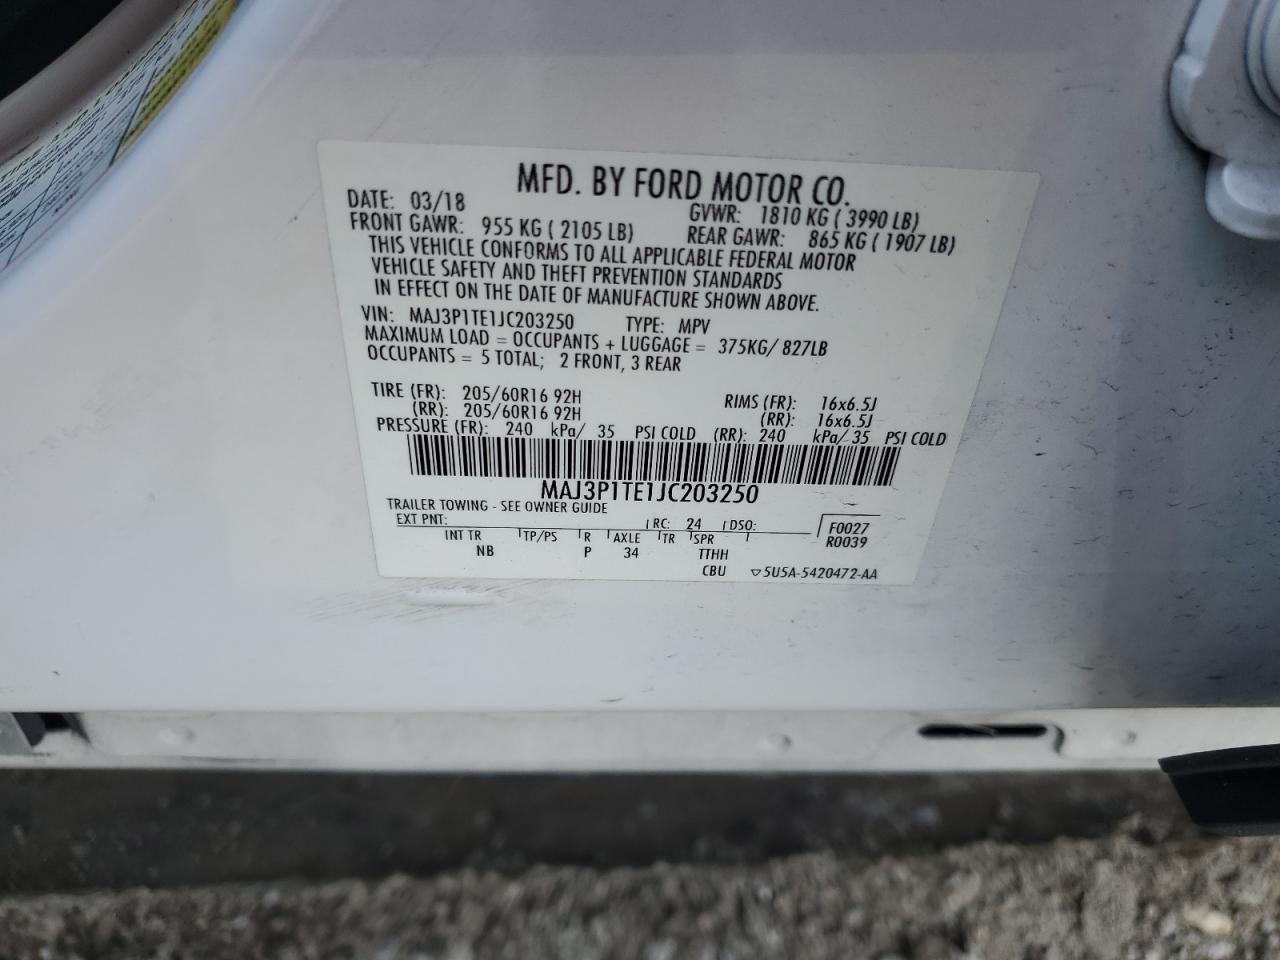 MFD. BY FORD MOTOR CO.
DATE: 03/18 GVWR: 1810 KG ( 3990 LB)
FRONT GAWR: 955 KG ( 2105 LB) REAR GAWR: 865 KG ( 1907 LB)
THIS VEHICLE CONFORMS TO ALL APPLICABLE FEDERAL MOTOR
VEHICLE SAFETY AND THEFT PREVENTION STANDARDS
IN EFFECT ON THE DATE OF MANUFACTURE SHOWN ABOVE.
VIN: MAJ3P1TE1JC203250 TYPE: MPV
MAXIMUM LOAD = OCCUPANTS + LUGGAGE = 375KG/ 827LB
OCCUPANTS = 5 TOTAL; 2 FRONT, 3 REAR
TIRE (FR): 205/60R16 92H RIMS (FR): 16x6.5J
(RR): 205/60R16 92H (RR): 16x6.5J
PRESSURE (FR): 240 kPa/ 35 PSI COLD (RR): 240 kPa/ 35 PSI COLD
MAJ3P1TE1JC203250
TRAILER TOWING - SEE OWNER GUIDE
EXT PNT: RC: 24 DSO: F0027
INT TR TP/PS R AXLE TR SPR R0039
NB P 34 TTHH
CBU ▽5U5A-5420472-AA